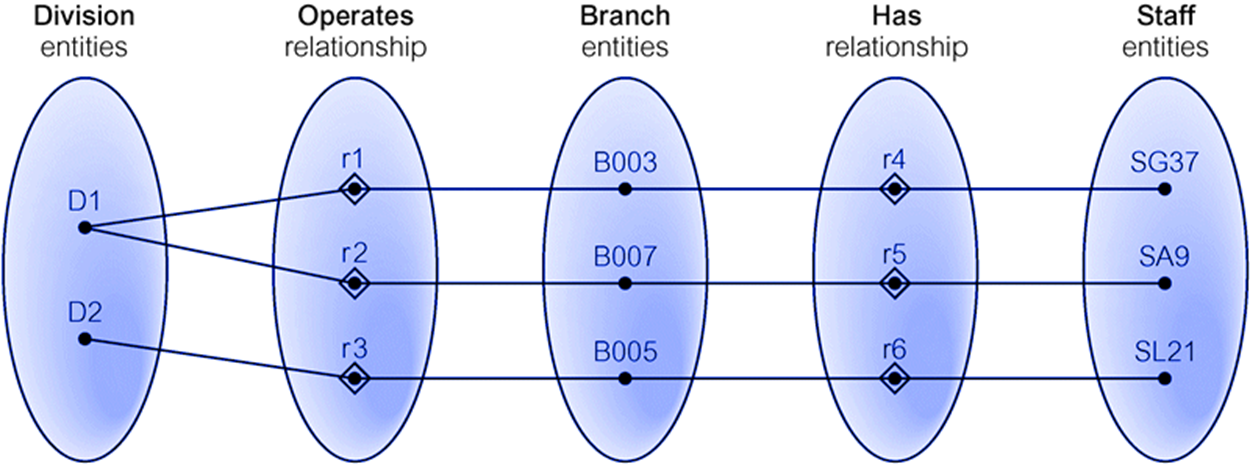 Division
entities
Operates
relationship
Branch
entities
Has
relationship
Staff
entities
D1
D2
r1
r2
r3
B003
B007
B005
r4
r5
r6
SG37
SA9
SL21